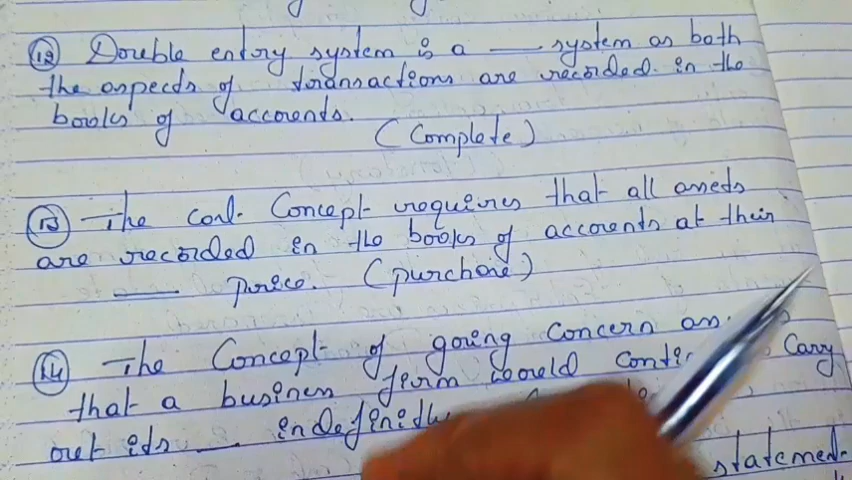 (12) Double entry system is a ___ system as both
the aspects of transactions are recorded in the
books of accounts.
(Complete)
(13) The cost Concept requires that all assets
are recorded in the books of accounts at their
___ price. (purchase)
(14) The Concept of going Concern
that a business firm would Cary
out its ___ indefinitely
statement